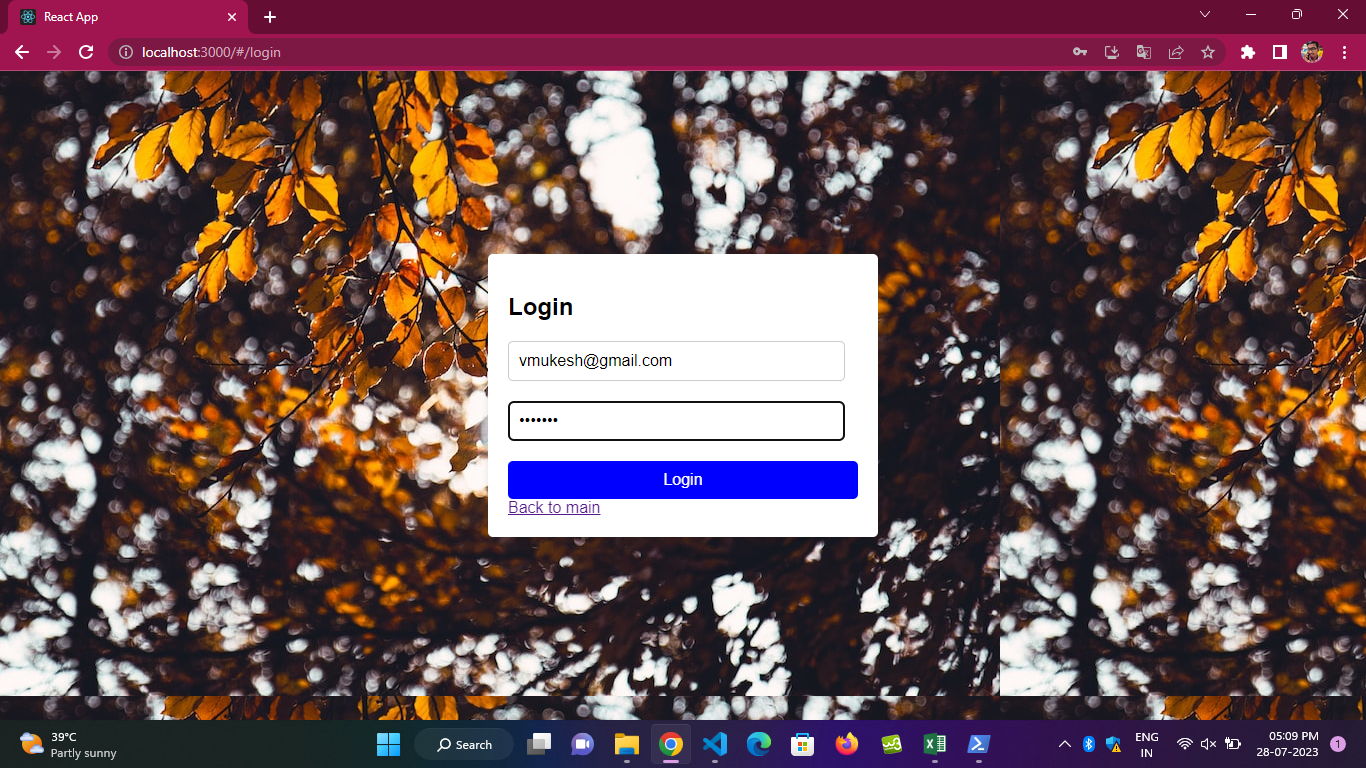 React App
localhost:3000/#/login
Login
vmukesh@gmail.com
•••••••
Login
Back to main
39°C
Partly sunny
Search
ENG
IN
05:09 PM
28-07-2023
1